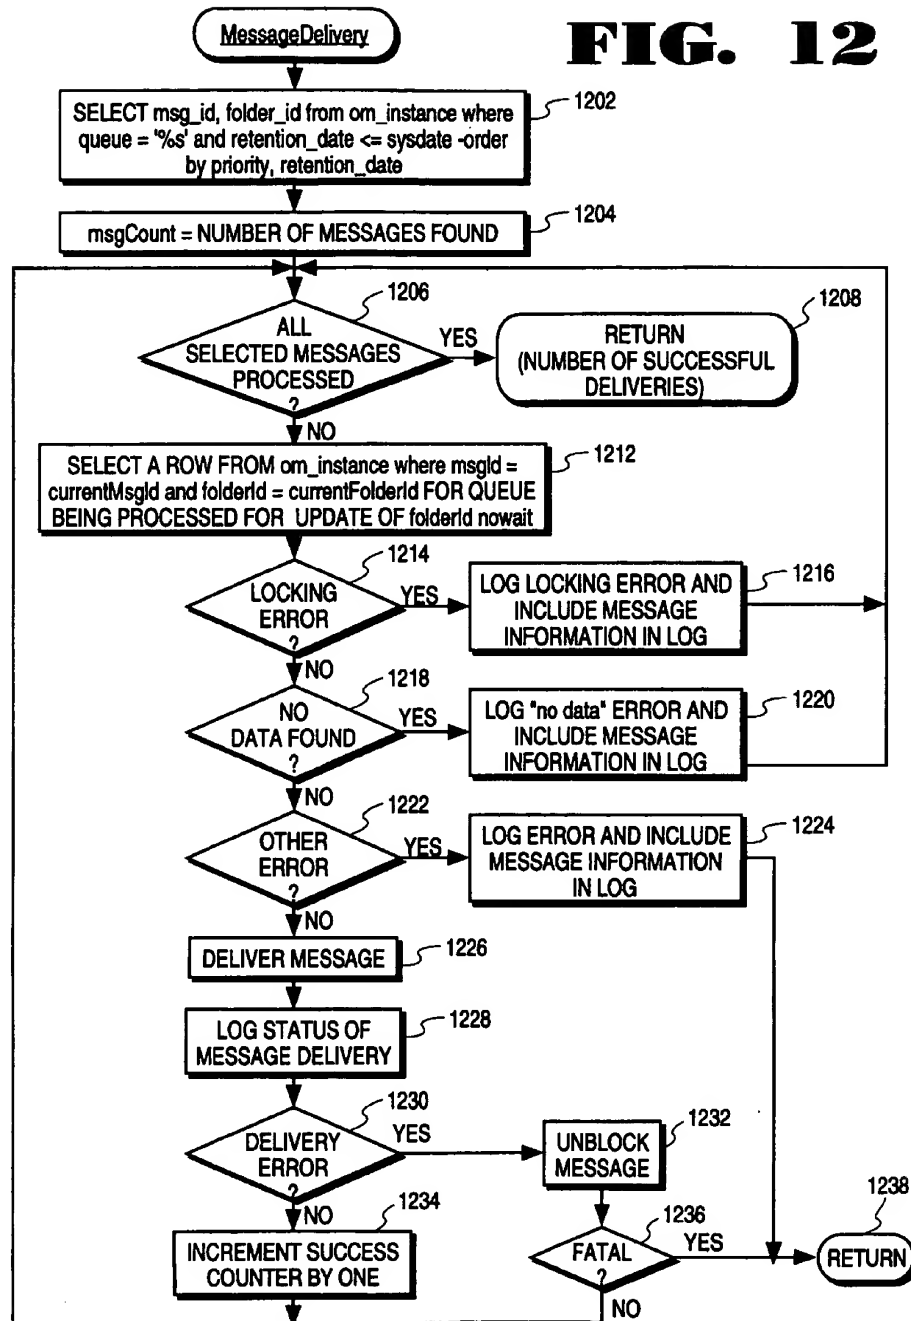 MessageDelivery
FIG. 12
SELECT msg_id, folder_id from om_instance where
queue = '%s' and retention_date <= sysdate -order
by priority, retention_date
1202
msgCount = NUMBER OF MESSAGES FOUND
1204
1206
ALL
SELECTED MESSAGES
PROCESSED
?
YES
NO
1208
RETURN
(NUMBER OF SUCCESSFUL
DELIVERIES)
SELECT A ROW FROM om_instance where msgId =
currentMsgId and folderId = currentFolderId FOR QUEUE
BEING PROCESSED FOR UPDATE OF folderId nowait
1212
1214
LOCKING
ERROR
?
YES
NO
LOG LOCKING ERROR AND
INCLUDE MESSAGE
INFORMATION IN LOG
1216
1218
NO
DATA FOUND
?
YES
NO
LOG "no data" ERROR AND
INCLUDE MESSAGE
INFORMATION IN LOG
1220
1222
OTHER
ERROR
?
YES
NO
LOG ERROR AND INCLUDE
MESSAGE INFORMATION
IN LOG
1224
DELIVER MESSAGE
1226
LOG STATUS OF
MESSAGE DELIVERY
1228
1230
DELIVERY
ERROR
?
YES
NO
UNBLOCK
MESSAGE
1232
1234
INCREMENT SUCCESS
COUNTER BY ONE
1236
FATAL
?
YES
NO
1238
RETURN